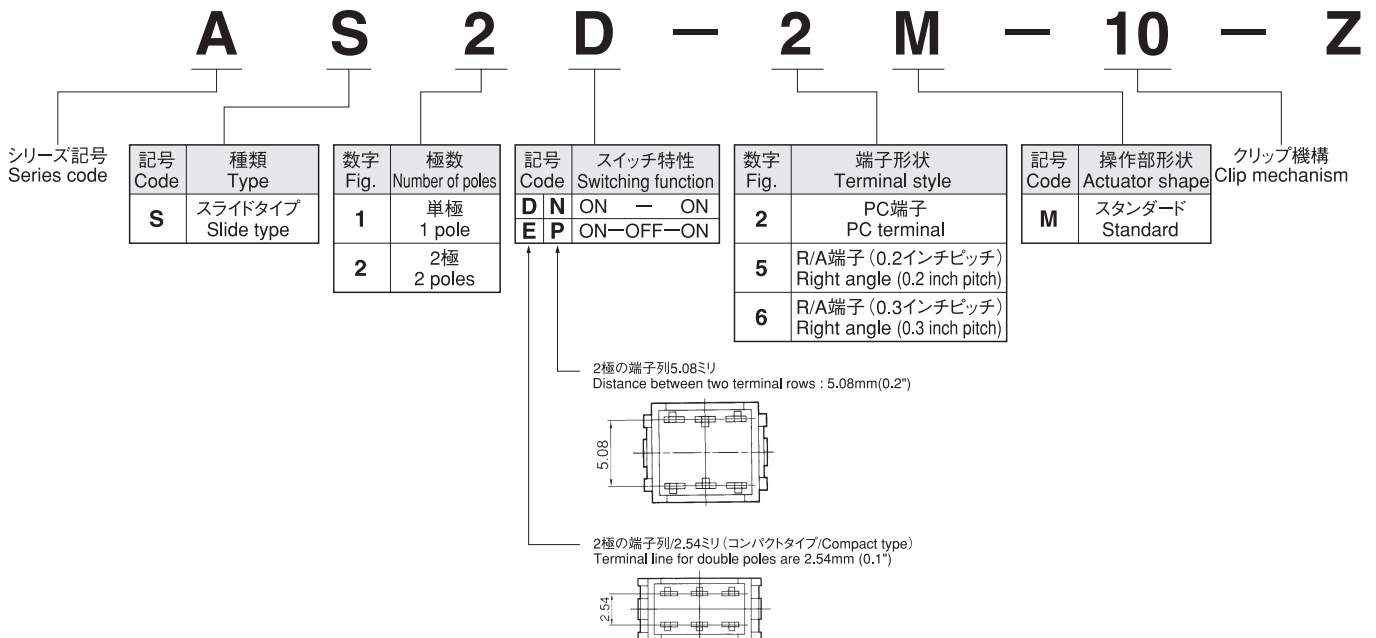 A S 2 D － 2 M － 10 － Z
シリーズ記号
Series code
記号 種類
Code Type
S スライドタイプ
Slide type
数字 極数
Fig. Number of poles
1 単極
1 pole
2 2極
2 poles
記号 スイッチ特性
Code Switching function
D N ON － ON
E P ON－OFF－ON
数字 端子形状
Fig. Terminal style
2 PC端子
PC terminal
5 R/A端子（0.2インチピッチ）
Right angle (0.2 inch pitch)
6 R/A端子（0.3インチピッチ）
Right angle (0.3 inch pitch)
記号 操作部形状
Code Actuator shape
M スタンダード
Standard
クリップ機構
Clip mechanism
2極の端子列5.08ミリ
Distance between two terminal rows : 5.08mm(0.2")
5.08
2極の端子列/2.54ミリ（コンパクトタイプ/Compact type）
Terminal line for double poles are 2.54mm (0.1")
2.54